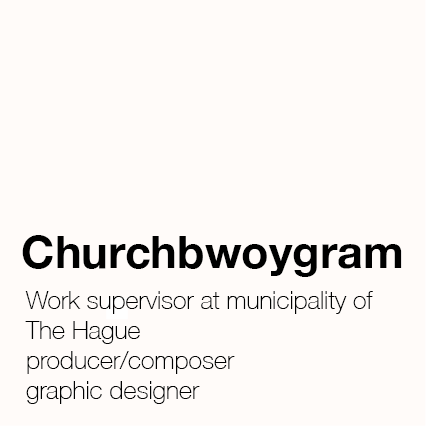 Churchbwoygram
Work supervisor at municipality of
The Hague
producer/composer
graphic designer